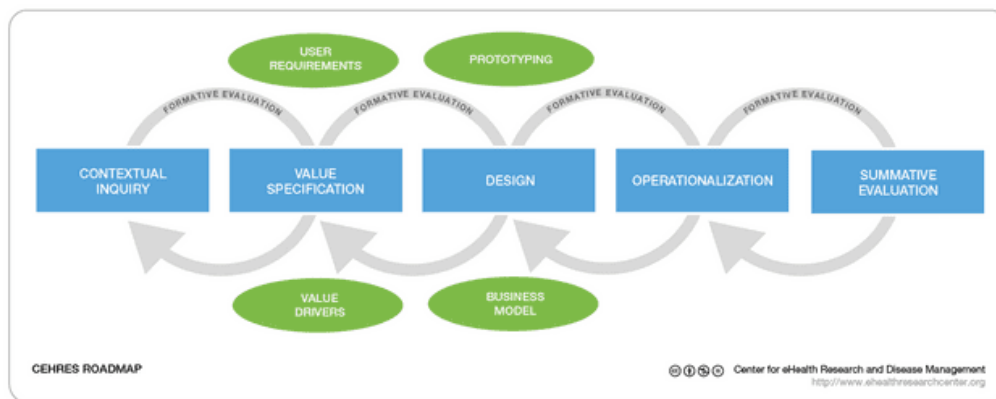 USER
REQUIREMENTS
PROTOTYPING
FORMATIVE EVALUATION
FORMATIVE EVALUATION
FORMATIVE EVALUATION
FORMATIVE EVALUATION
CONTEXTUAL
INQUIRY
VALUE
SPECIFICATION
DESIGN
OPERATIONALIZATION
SUMMATIVE
EVALUATION
VALUE
DRIVERS
BUSINESS
MODEL
CEHRES ROADMAP
Center for eHealth Research and Disease Management
http://www.ehealthresearchcenter.org